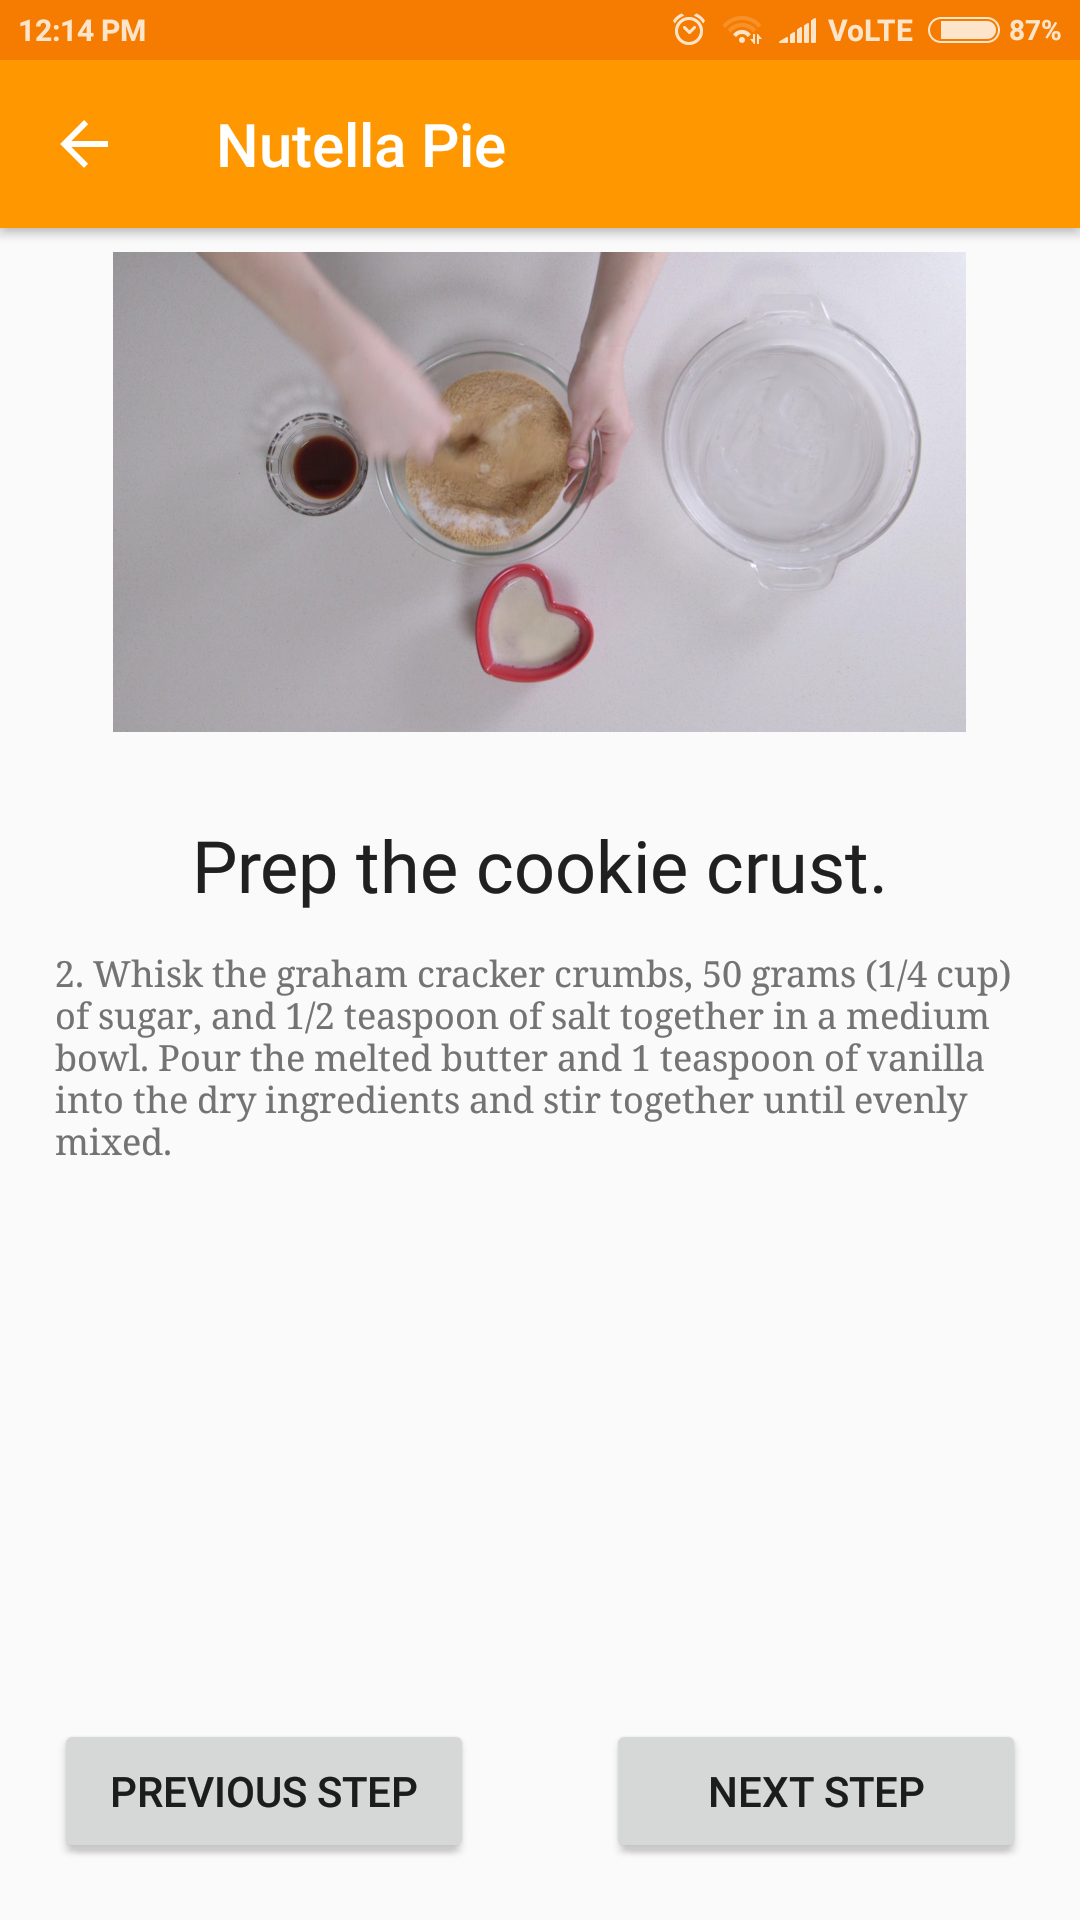 12:14 PM VoLTE 87%
Nutella Pie
Prep the cookie crust.
2. Whisk the graham cracker crumbs, 50 grams (1/4 cup)
of sugar, and 1/2 teaspoon of salt together in a medium
bowl. Pour the melted butter and 1 teaspoon of vanilla
into the dry ingredients and stir together until evenly
mixed.
PREVIOUS STEP NEXT STEP